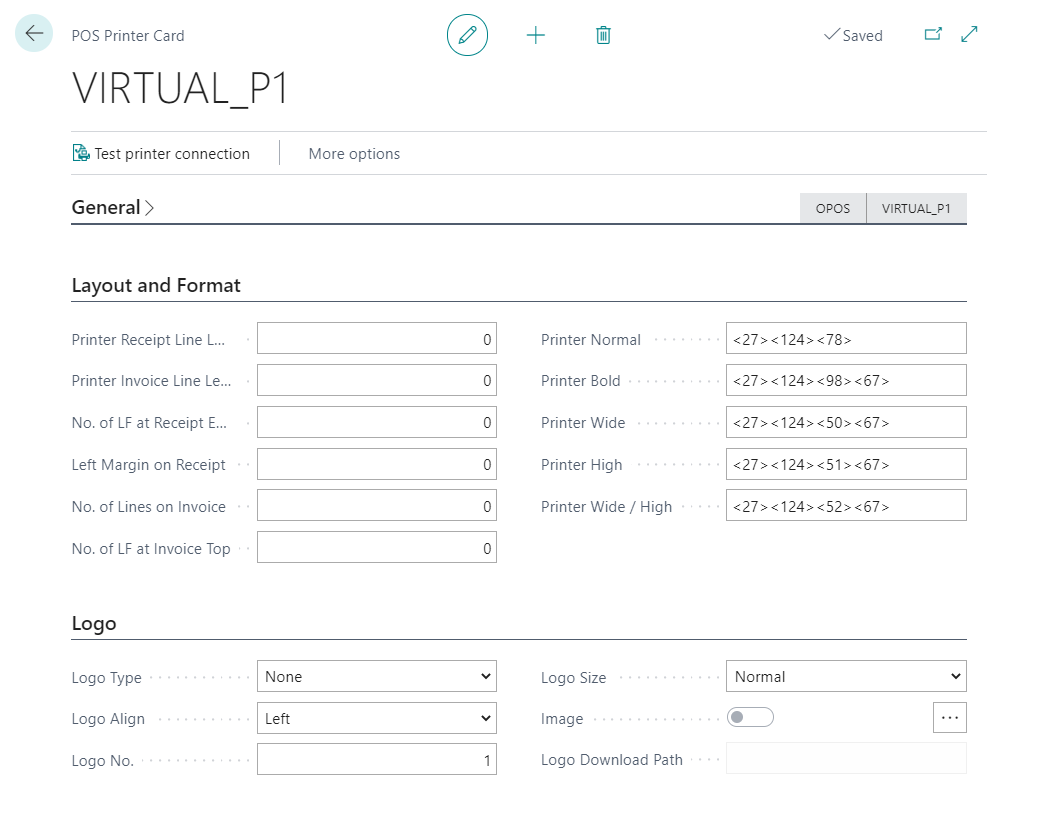 POS Printer Card
Saved
VIRTUAL_P1
Test printer connection
More options
General
OPOS
VIRTUAL_P1
Layout and Format
Printer Receipt Line L... 0
Printer Invoice Line Le... 0
No. of LF at Receipt E... 0
Left Margin on Receipt 0
No. of Lines on Invoice 0
No. of LF at Invoice Top 0
Printer Normal <27><124><78>
Printer Bold <27><124><98><67>
Printer Wide <27><124><50><67>
Printer High <27><124><51><67>
Printer Wide / High <27><124><52><67>
Logo
Logo Type None
Logo Align Left
Logo No. 1
Logo Size Normal
Image ...
Logo Download Path